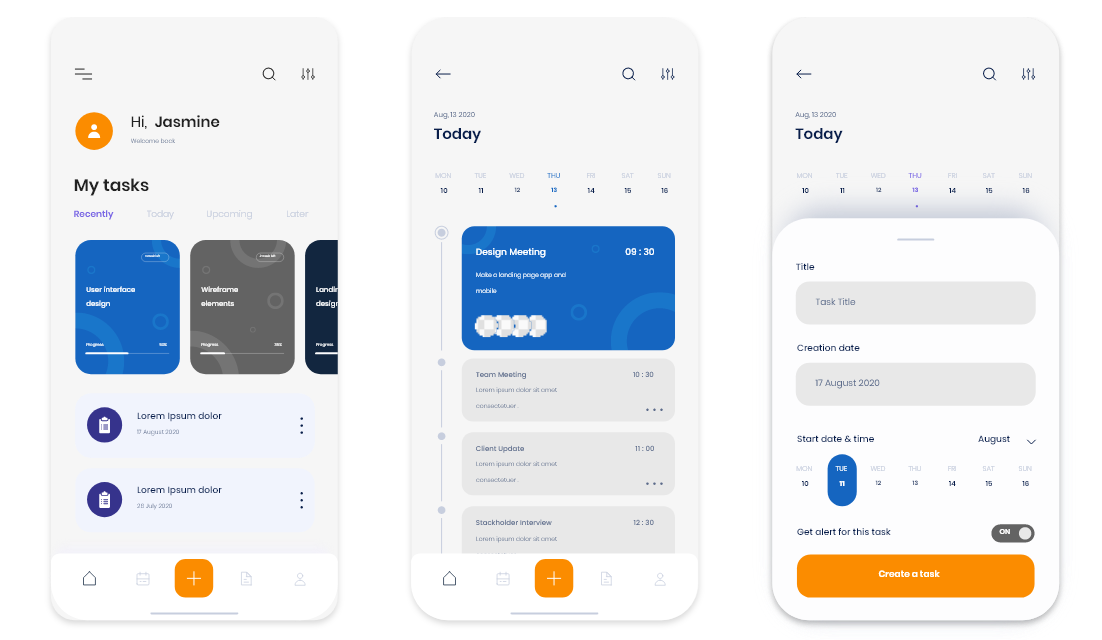 Hi, Jasmine
Welcome back
My tasks
Recently Today Upcoming Later
User interface
design
Progress
Wireframe
elements
Progress
Progress
Lorem Ipsum dolor
17 August 2020
Lorem Ipsum dolor
20 July 2020
Aug, 13 2020
Today
MON TUE WED THU FRI SAT SUN
10 11 12 13 14 15 16
Design Meeting 09 : 30
Make a landing page app and
mobile
Team Meeting 10 : 30
Lorem ipsum dolor sit amet
consectetuer.
Client Update 11 : 00
Lorem ipsum dolor sit amet
consectetuer.
Stackholder Interview 12 : 30
Lorem ipsum dolor sit amet
Aug, 13 2020
Today
MON TUE WED THU FRI SAT SUN
10 11 12 13 14 15 16
Title
Task Title
Creation date
17 August 2020
Start date & time August
MON TUE WED THU FRI SAT SUN
10 11 12 13 14 15 16
Get alert for this task ON
Create a task